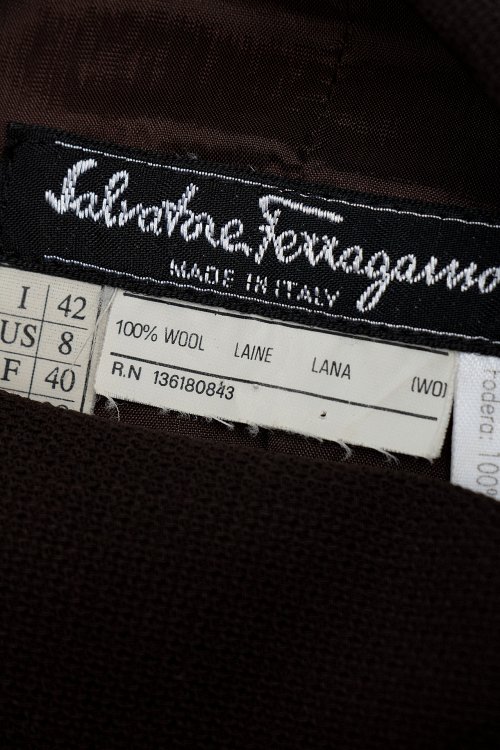 Salvatore Ferragamo
MADE IN ITALY
I 42
US 8
F 40
100% WOOL LAINE LANA (WO)
R.N 136180843
fodera: 100%